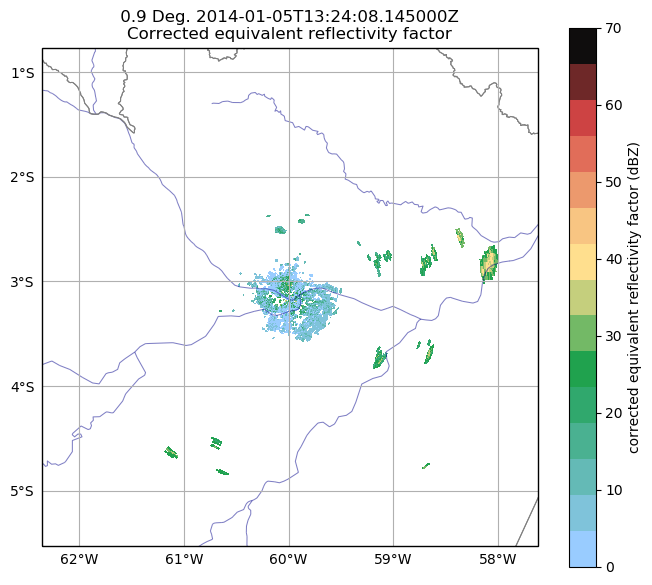 0.9 Deg. 2014-01-05T13:24:08.145000Z
Corrected equivalent reflectivity factor
1°S
2°S
3°S
4°S
5°S
62°W 61°W 60°W 59°W 58°W
70
60
50
40
30
20
10
0
corrected equivalent reflectivity factor (dBZ)